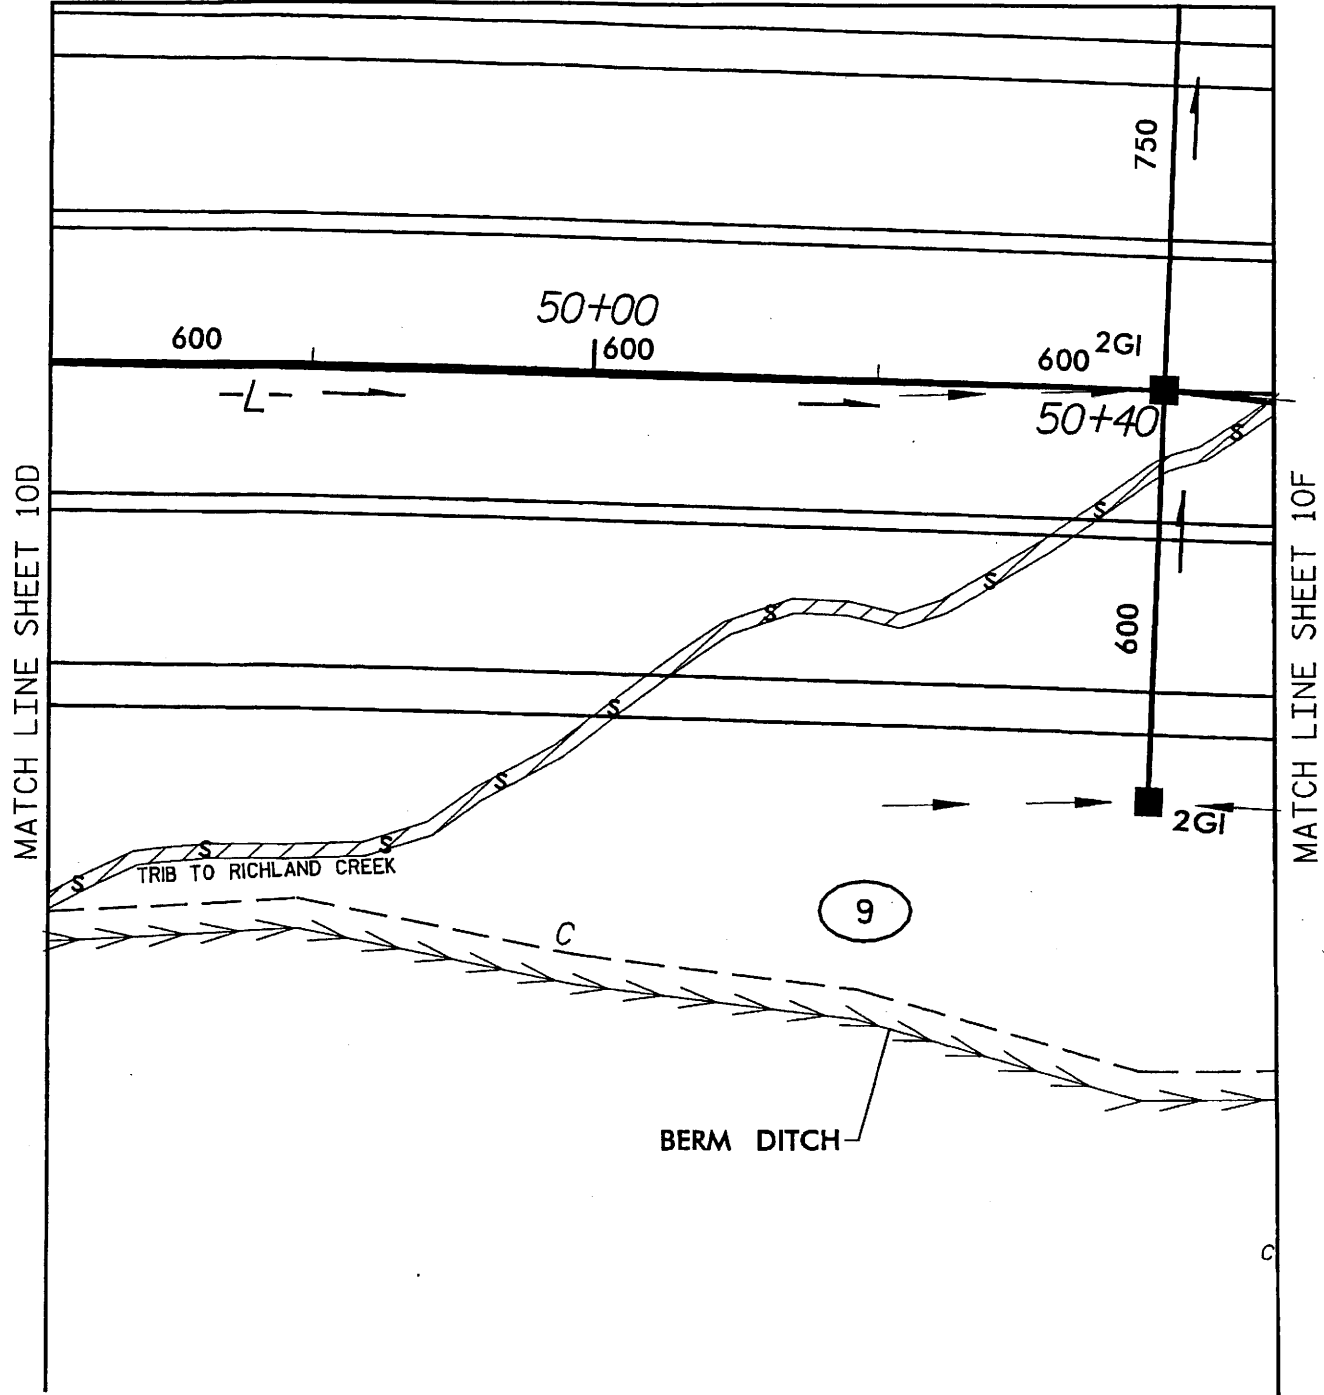 750
50+00
600
600
600
2GI
-L-
50+40
MATCH LINE SHEET 10D
MATCH LINE SHEET 10F
S
S
S
S
600
S
S
2GI
S
S
S
TRIB TO RICHLAND CREEK
9
C
BERM DITCH
C